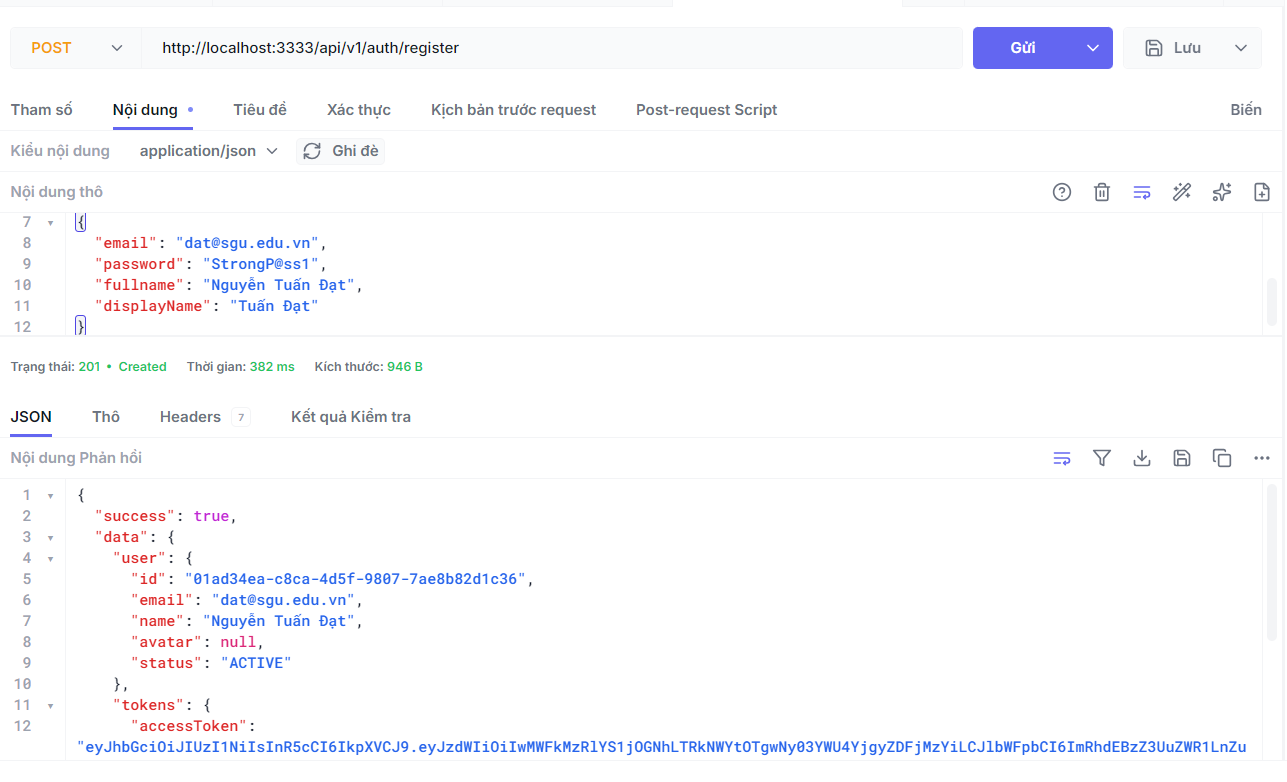 POST http://localhost:3333/api/v1/auth/register Gửi Lưu
Tham số Nội dung Tiêu đề Xác thực Kịch bản trước request Post-request Script Biến
Kiểu nội dung application/json Ghi đè
Nội dung thô
7 {
8 "email": "dat@sgu.edu.vn",
9 "password": "StrongP@ss1",
10 "fullname": "Nguyễn Tuấn Đạt",
11 "displayName": "Tuấn Đạt"
12 }
Trạng thái: 201 • Created Thời gian: 382 ms Kích thước: 946 B
JSON Thô Headers 7 Kết quả Kiểm tra
Nội dung Phản hồi
1 {
2 "success": true,
3 "data": {
4 "user": {
5 "id": "01ad34ea-c8ca-4d5f-9807-7ae8b82d1c36",
6 "email": "dat@sgu.edu.vn",
7 "name": "Nguyễn Tuấn Đạt",
8 "avatar": null,
9 "status": "ACTIVE"
10 },
11 "tokens": {
12 "accessToken":
"eyJhbGciOiJIUzI1NiIsInR5cCI6IkpXVCJ9.eyJzdWIiOiIwMWFkMzRlYS1jOGNhLTRkNWYtOTgwNy03YWU4YjgyZDFjMzYiLCJlbWFpbCI6ImRhdEBzZ3UuZWR1LnZu